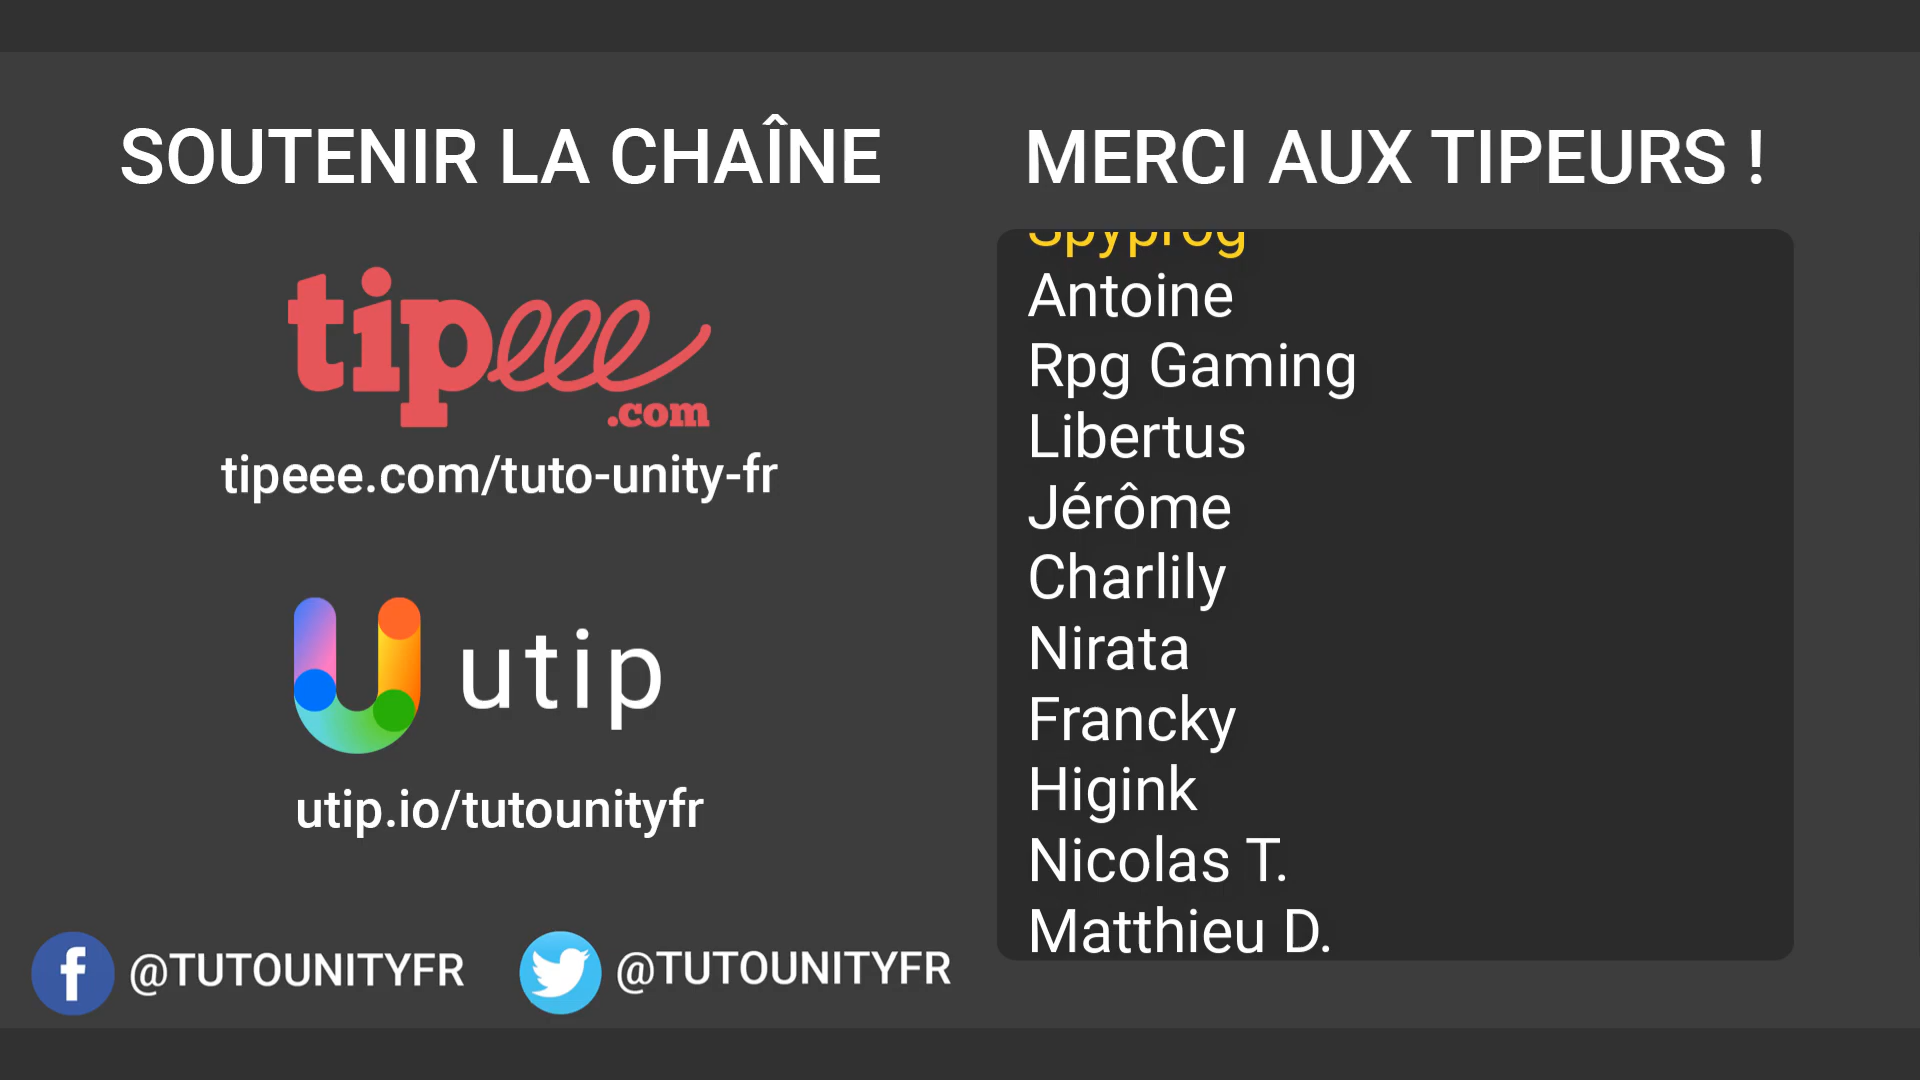 SOUTENIR LA CHAÎNE
tipeee
.com
tipeee.com/tuto-unity-fr
utip
utip.io/tutounityfr
@TUTOUNITYFR
@TUTOUNITYFR
MERCI AUX TIPEURS !
Spyprog
Antoine
Rpg Gaming
Libertus
Jérôme
Charlily
Nirata
Francky
Higink
Nicolas T.
Matthieu D.